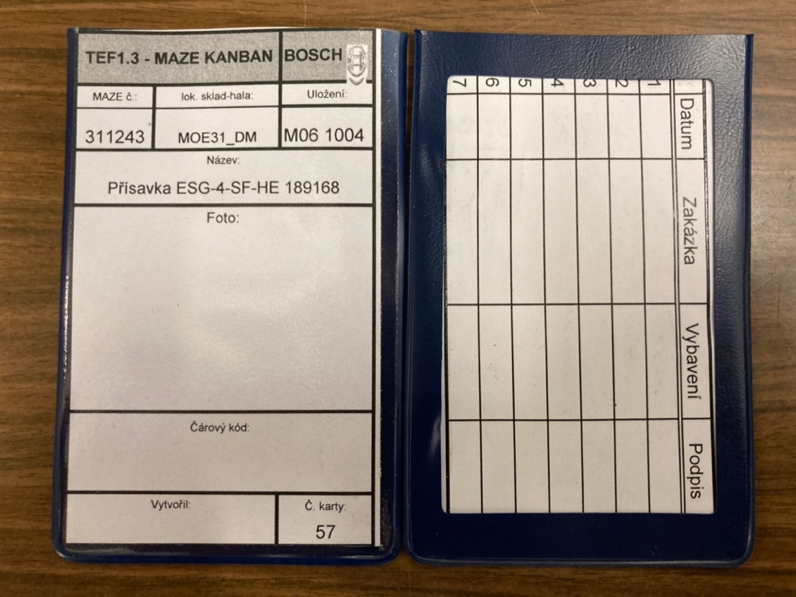 TEF1.3 - MAZE KANBAN BOSCH
MAZE č.: lok. sklad-hala: Uložení:
311243 MOE31_DM M06 1004
Název:
Přísavka ESG-4-SF-HE 189168
Foto:
Čárový kód:
Vytvořil: Č. karty:
57
Datum Zakázka Vybavení Podpis
1
2
3
4
5
6
7